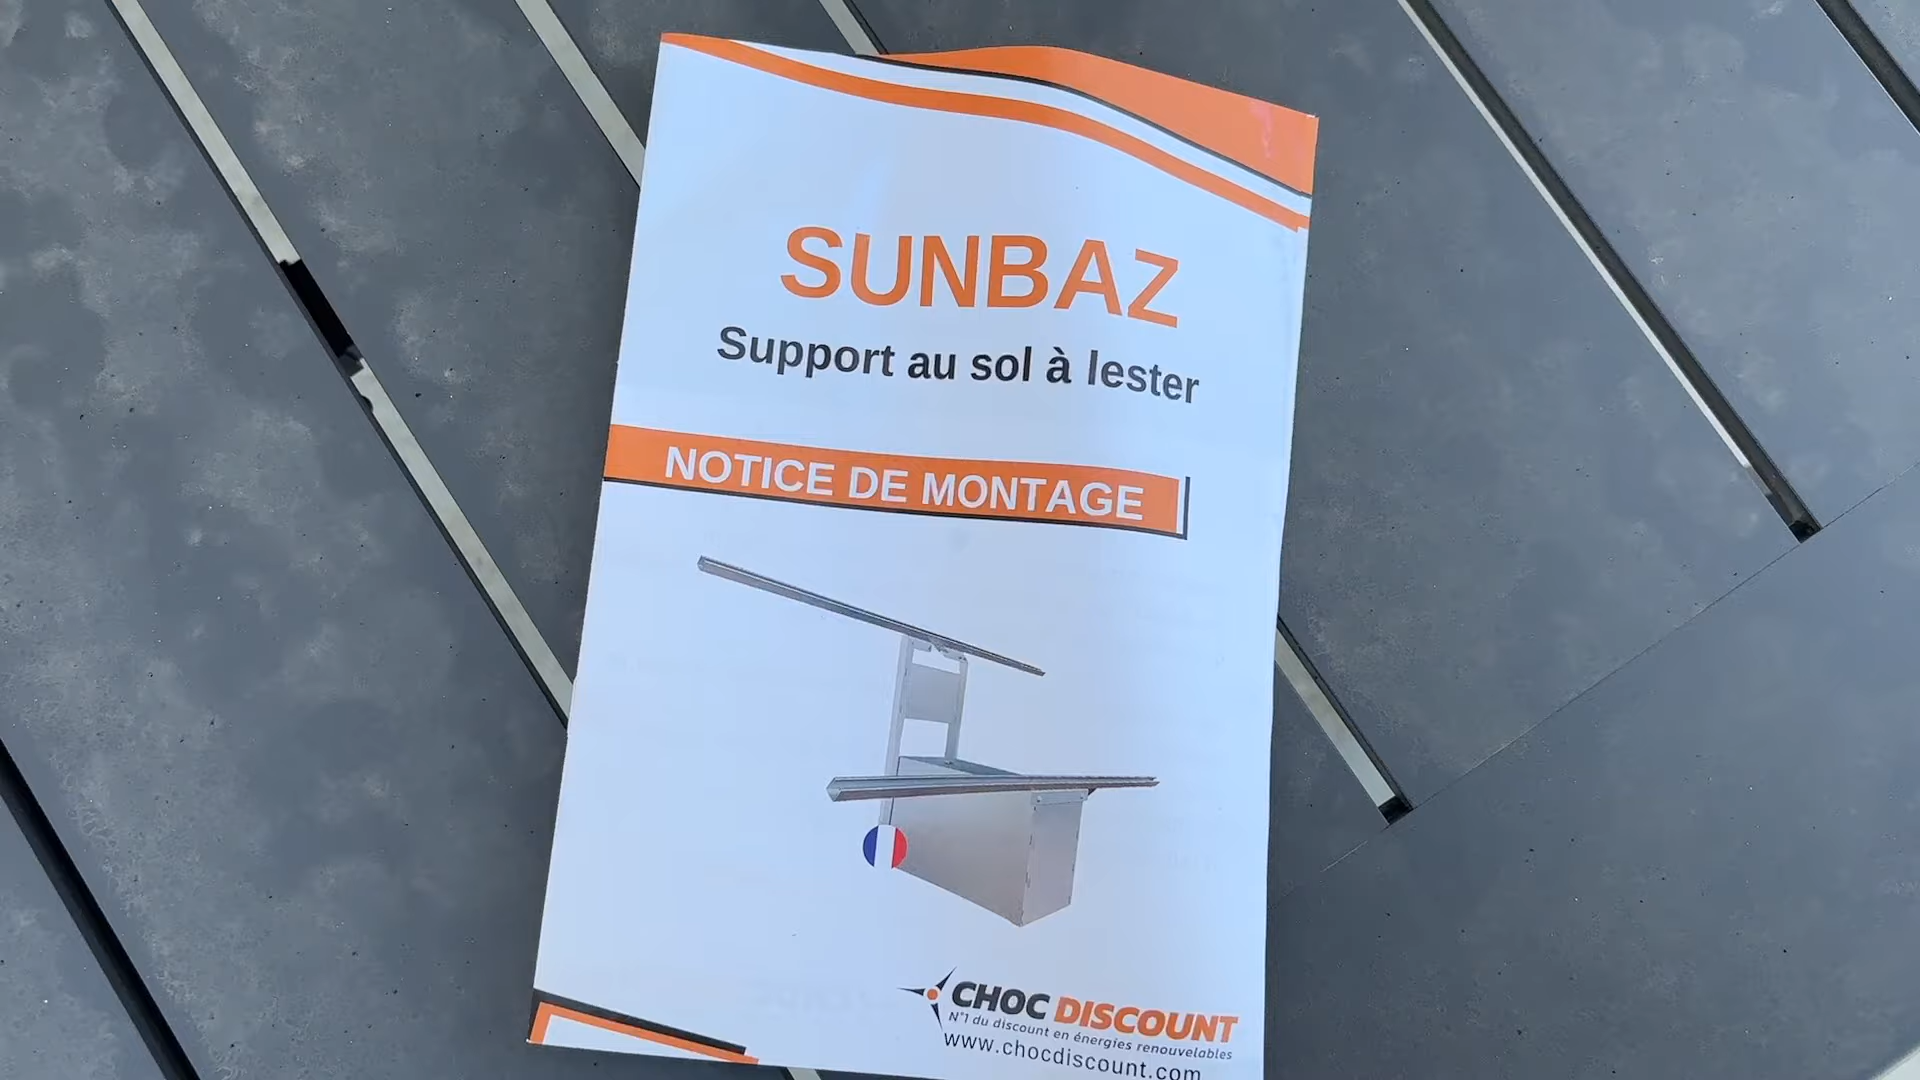 SUNBAZ
Support au sol à lester
NOTICE DE MONTAGE
CHOC DISCOUNT
N°1 du discount en énergies renouvelables
www.chocdiscount.com